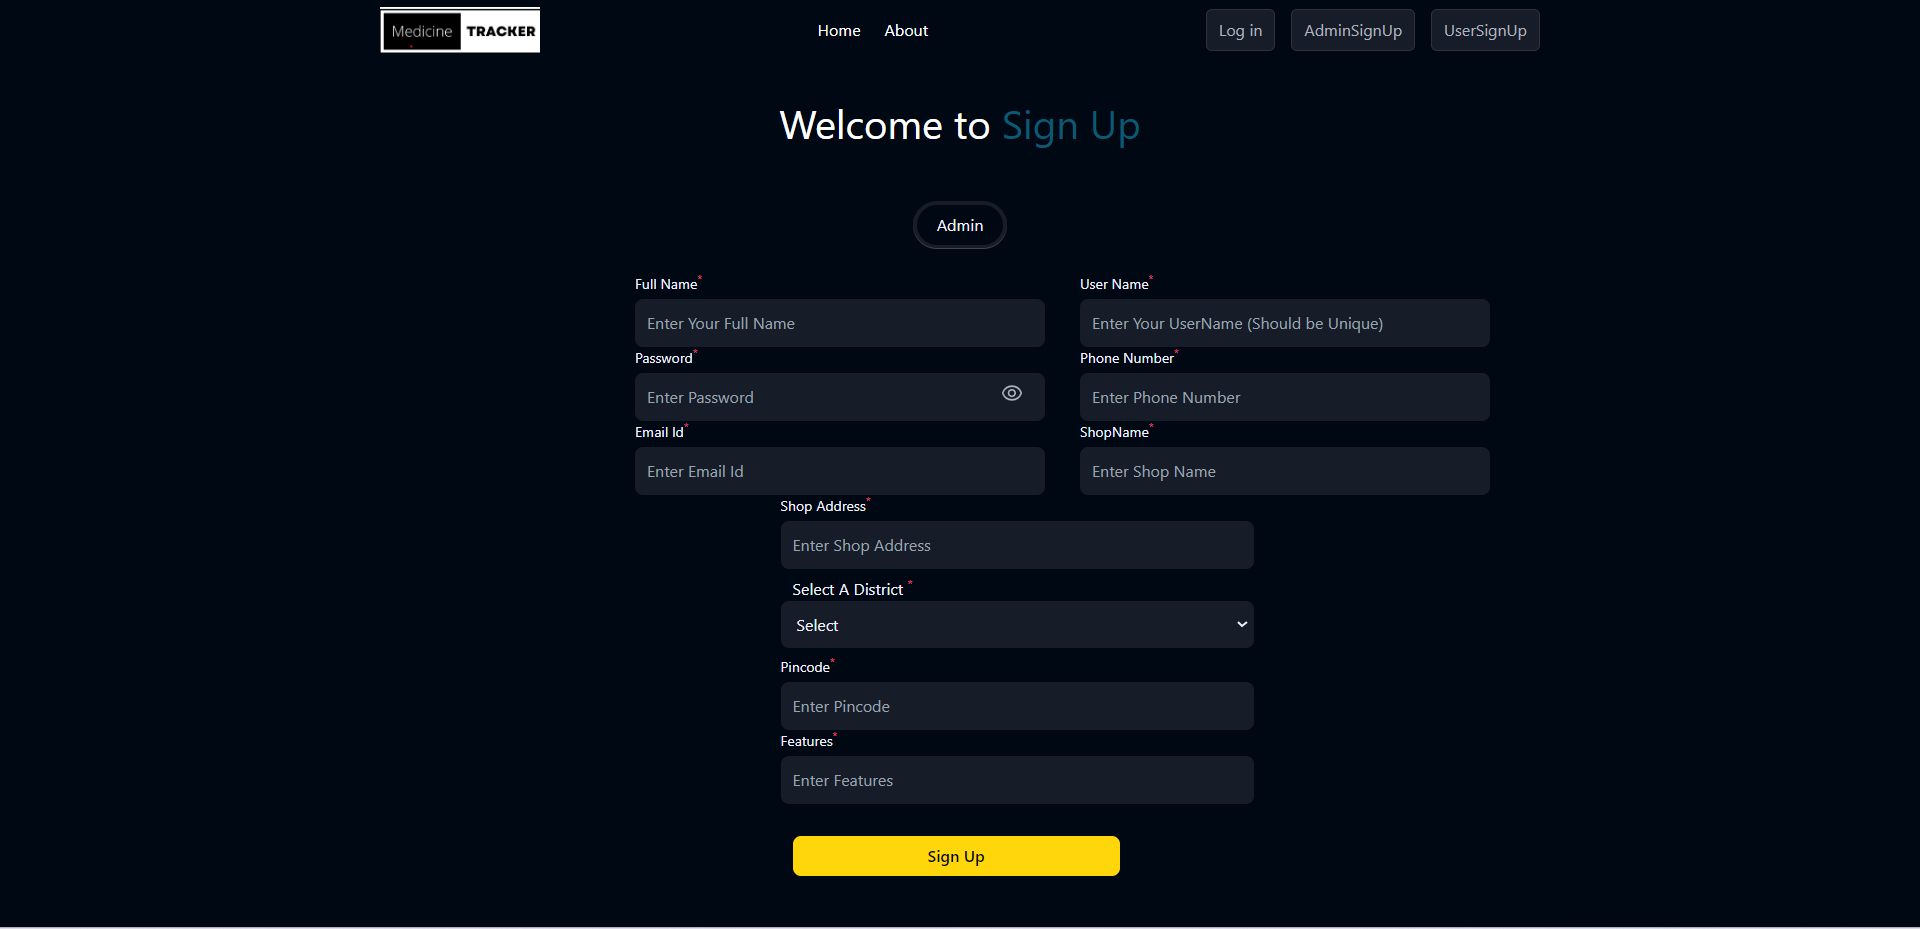 Medicine TRACKER
Home About
Log in AdminSignUp UserSignUp
Welcome to Sign Up
Admin
Full Name* User Name*
Enter Your Full Name Enter Your UserName (Should be Unique)
Password* Phone Number*
Enter Password Enter Phone Number
Email Id* ShopName*
Enter Email Id Enter Shop Name
Shop Address*
Enter Shop Address
Select A District *
Select
Pincode*
Enter Pincode
Features*
Enter Features
Sign Up